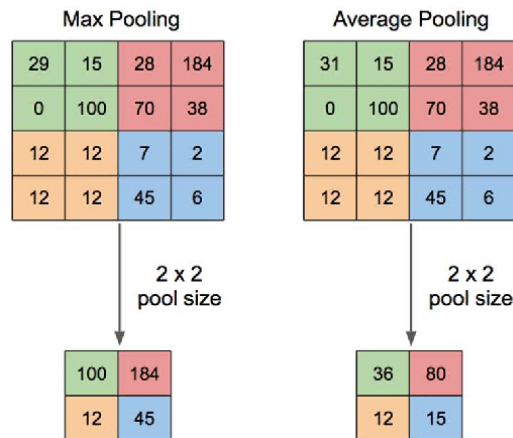 Max Pooling
29 15 28 184
0 100 70 38
12 12 7 2
12 12 45 6
2 x 2
pool size
100 184
12 45
Average Pooling
31 15 28 184
0 100 70 38
12 12 7 2
12 12 45 6
2 x 2
pool size
36 80
12 15